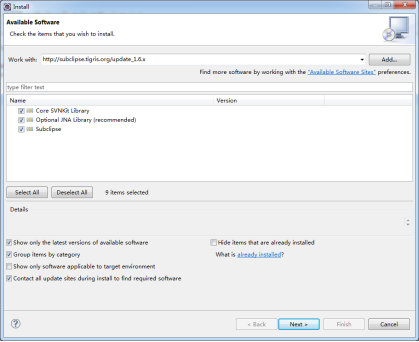 Install
Available Software
Check the items that you wish to install.
Work with: http://subclipse.tigris.org/update_1.6.x Add...
Find more software by working with the "Available Software Sites" preferences.
type filter text
Name Version
Core SVNKit Library
Optional JNA Library (recommended)
Subclipse
Select All Deselect All 9 items selected
Details
Show only the latest versions of available software Hide items that are already installed
Group items by category What is already installed?
Show only software applicable to target environment
Contact all update sites during install to find required software
? < Back Next > Finish Cancel